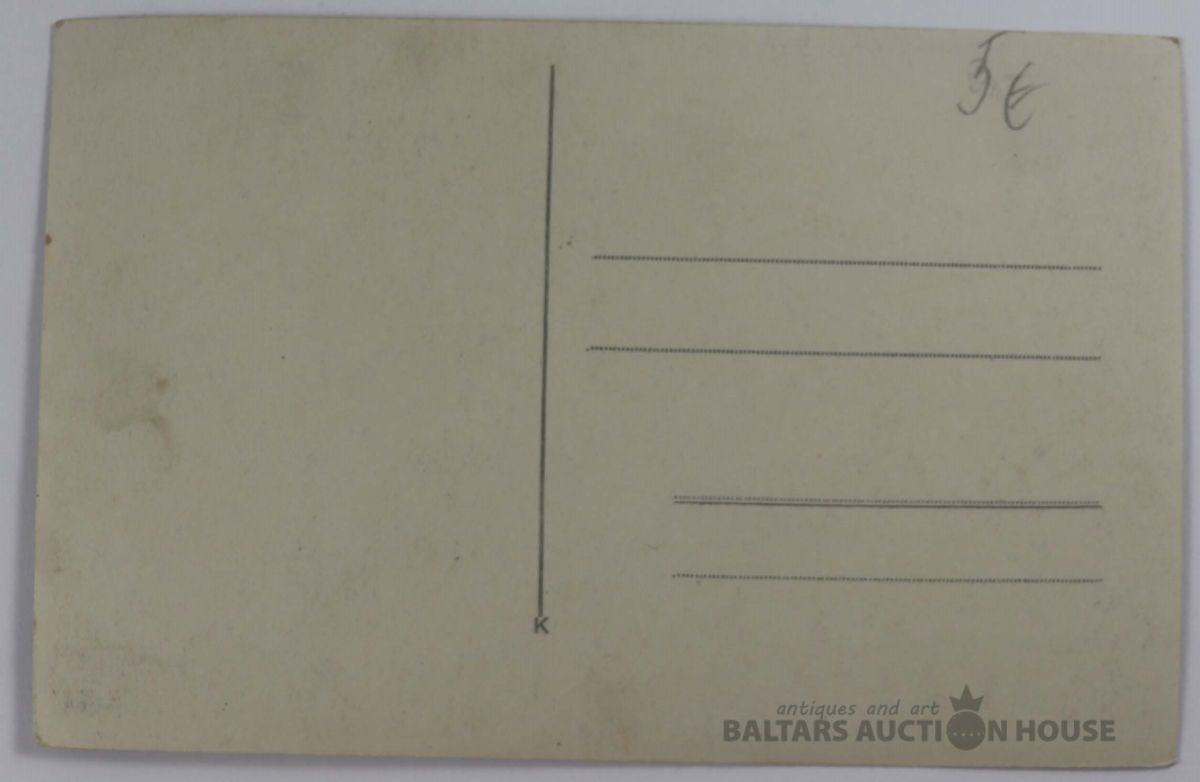 5€
K
antiques and art
BALTARS AUCTION HOUSE